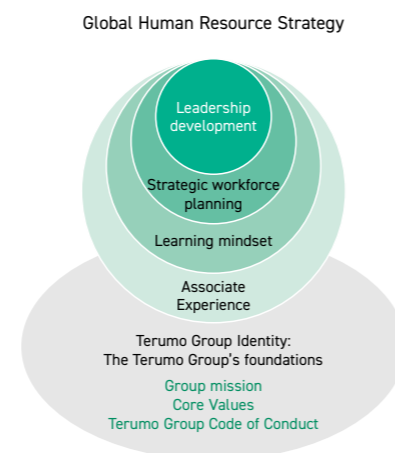 Global Human Resource Strategy
Leadership
development
Strategic workforce
planning
Learning mindset
Associate
Experience
Terumo Group Identity:
The Terumo Group's foundations
Group mission
Core Values
Terumo Group Code of Conduct